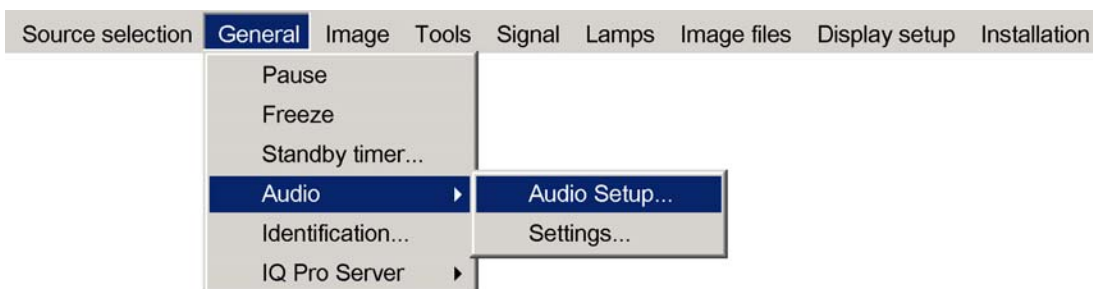 Source selection General Image Tools Signal Lamps Image files Display setup Installation
Pause
Freeze
Standby timer...
Audio Audio Setup...
Identification... Settings...
IQ Pro Server